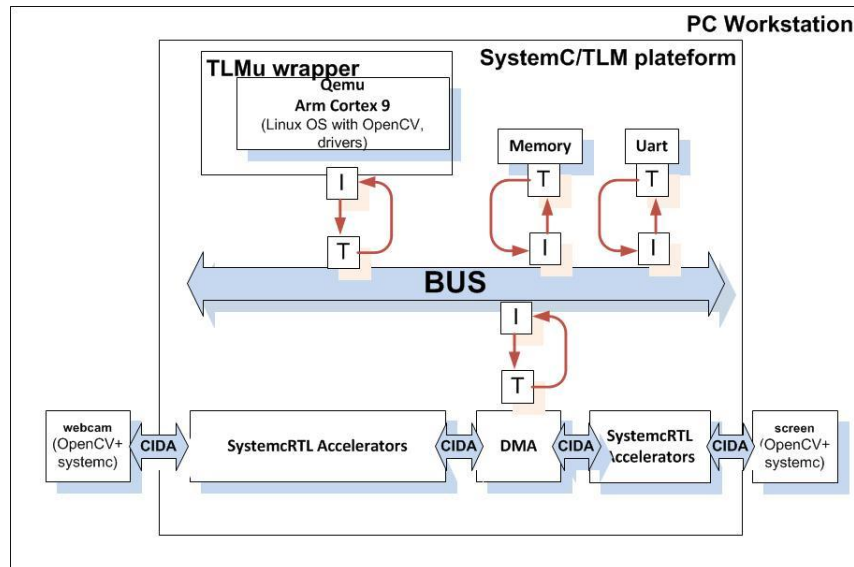 PC Workstation
SystemC/TLM plateform
TLMu wrapper
Qemu
Arm Cortex 9
(Linux OS with OpenCV,
drivers)
Memory
Uart
I
T
T
I
T
I
BUS
I
T
webcam
(OpenCV+
systemc)
CIDA
SystemcRTL Accelerators
CIDA
DMA
CIDA
SystemcRTL
Accelerators
CIDA
screen
(OpenCV+
systemc)